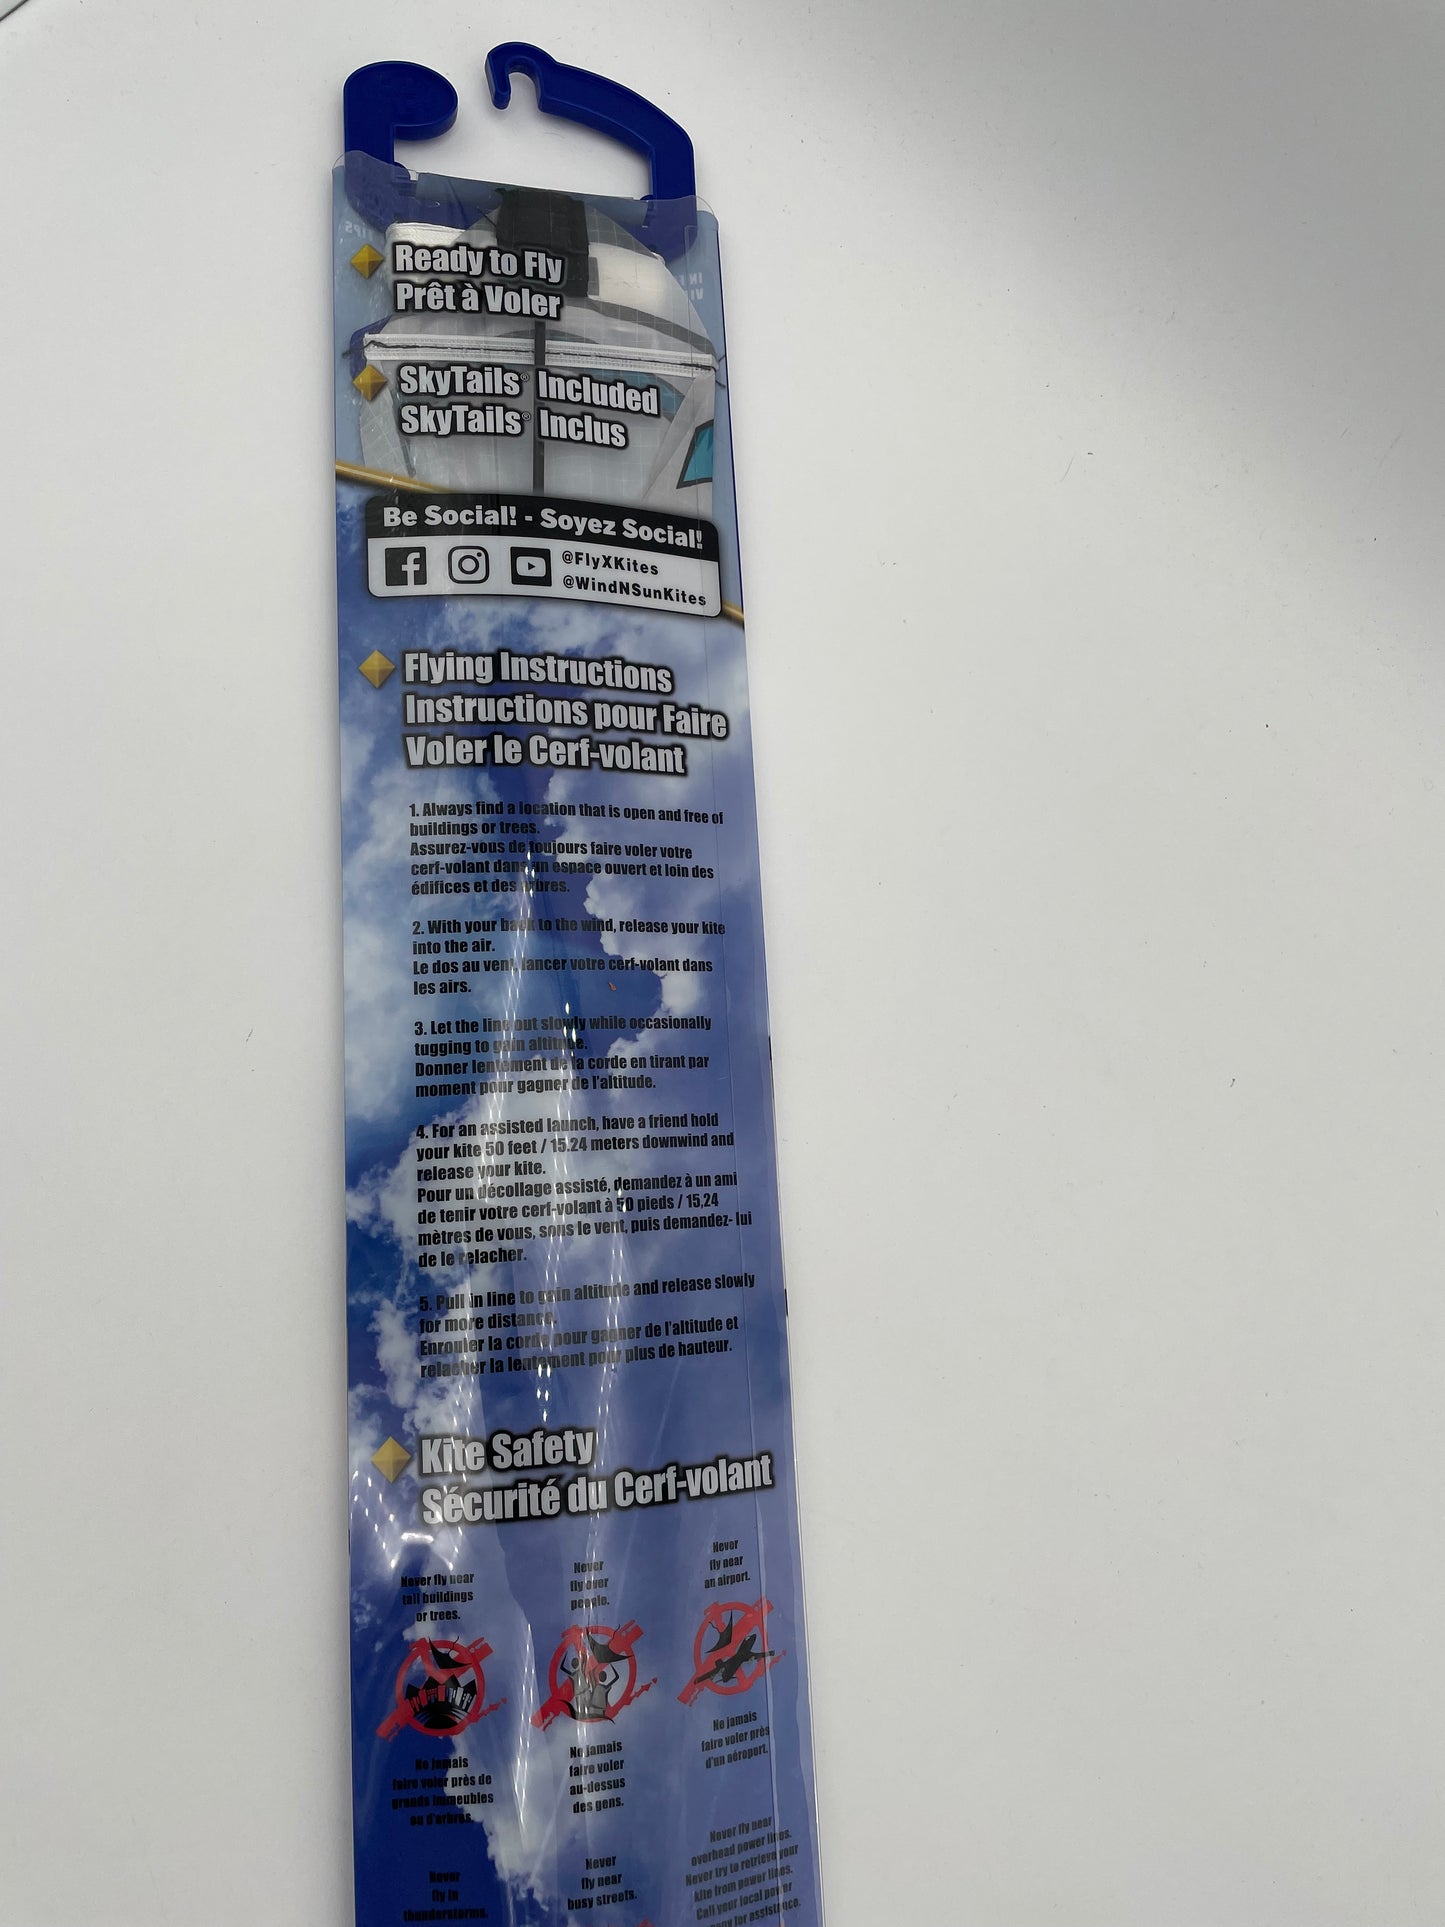 Ready to Fly
Prêt à Voler
SkyTails® Included
SkyTails® Inclus
Be Social! - Soyez Social!
@FlyXKites
@WindNSunKites
Flying Instructions
Instructions pour Faire
Voler le Cerf-volant
1. Always find a location that is open and free of
buildings or trees.
Assurez-vous de toujours faire voler votre
cerf-volant dans un espace ouvert et loin des
édifices et des arbres.
2. With your back to the wind, release your kite
into the air.
Le dos au vent, lancer votre cerf-volant dans
les airs.
3. Let the line out slowly while occasionally
tugging to gain altitude.
Donner lentement de la corde en tirant par
moment pour gagner de l'altitude.
4. For an assisted launch, have a friend hold
your kite 50 feet / 15.24 meters downwind and
release your kite.
Pour un décollage assisté, demandez à un ami
de tenir votre cerf-volant à 50 pieds / 15,24
mètres de vous, sous le vent, puis demandez- lui
de le relacher.
5. Pull in line to gain altitude and release slowly
for more distance.
Enrouler la corde pour gagner de l'altitude et
relacher la lentement pour plus de hauteur.
Kite Safety
Sécurité du Cerf-volant
Never fly near
tall buildings
or trees.
Never
fly over
people.
Never
fly near
an airport.
Ne jamais
faire voler près de
grands immeubles
ou d'arbres.
Ne jamais
faire voler
au-dessus
des gens.
Ne jamais
faire voler près
d'un aéroport.
Never
fly in
thunderstorms.
Never
fly near
busy streets.
Never fly near
overhead power lines.
Never try to retrieve your
kite from power lines.
Call your local power
for assistance.